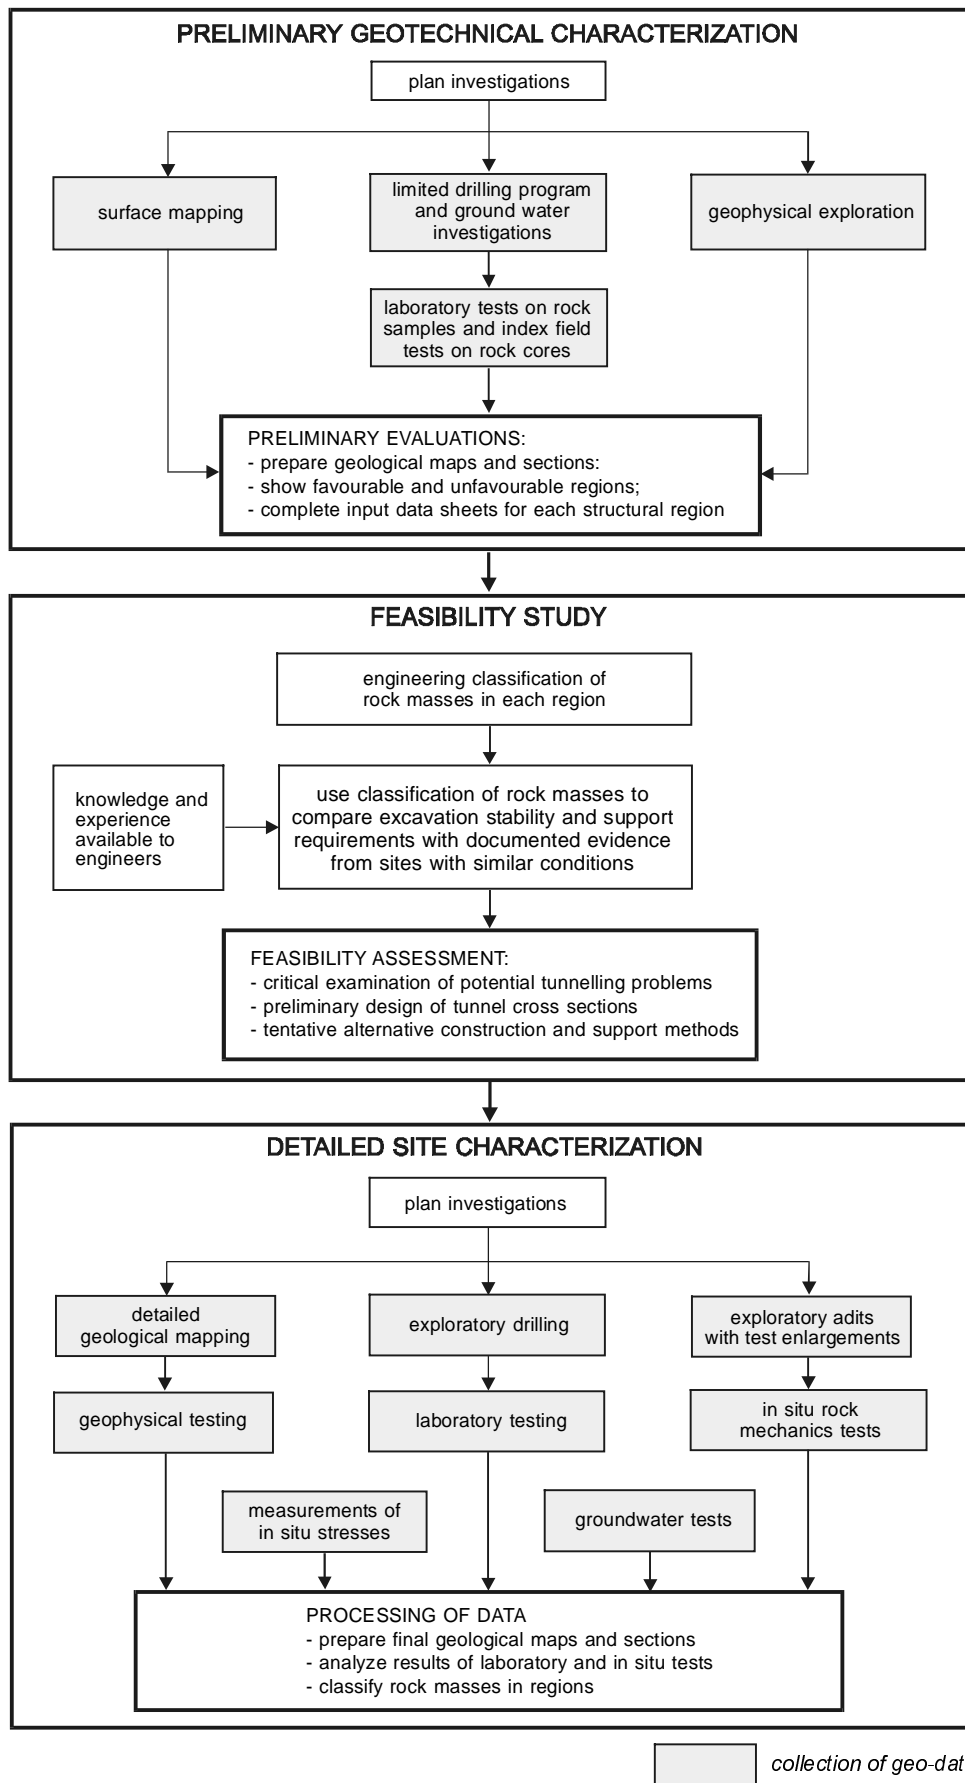 PRELIMINARY GEOTECHNICAL CHARACTERIZATION
plan investigations
surface mapping
limited drilling program
and ground water
investigations
geophysical exploration
laboratory tests on rock
samples and index field
tests on rock cores
PRELIMINARY EVALUATIONS:
- prepare geological maps and sections:
- show favourable and unfavourable regions;
- complete input data sheets for each structural region
FEASIBILITY STUDY
engineering classification of
rock masses in each region
knowledge and
experience
available to
engineers
use classification of rock masses to
compare excavation stability and support
requirements with documented evidence
from sites with similar conditions
FEASIBILITY ASSESSMENT:
- critical examination of potential tunnelling problems
- preliminary design of tunnel cross sections
- tentative alternative construction and support methods
DETAILED SITE CHARACTERIZATION
plan investigations
detailed
geological mapping
exploratory drilling
exploratory adits
with test enlargements
geophysical testing
laboratory testing
in situ rock
mechanics tests
measurements of
in situ stresses
groundwater tests
PROCESSING OF DATA
- prepare final geological maps and sections
- analyze results of laboratory and in situ tests
- classify rock masses in regions
collection of geo-dat